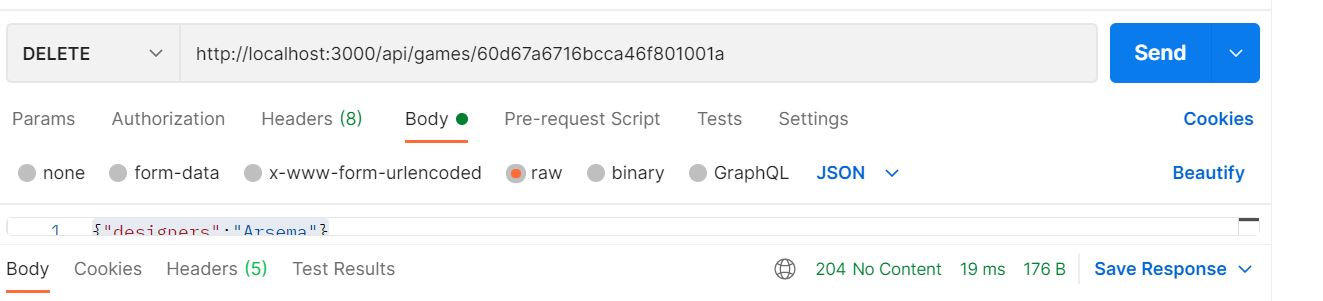 DELETE http://localhost:3000/api/games/60d67a6716bcca46f801001a Send
Params Authorization Headers (8) Body Pre-request Script Tests Settings Cookies
none form-data x-www-form-urlencoded raw binary GraphQL JSON Beautify
1 {"designers":"Arsema"}
Body Cookies Headers (5) Test Results 204 No Content 19 ms 176 B Save Response